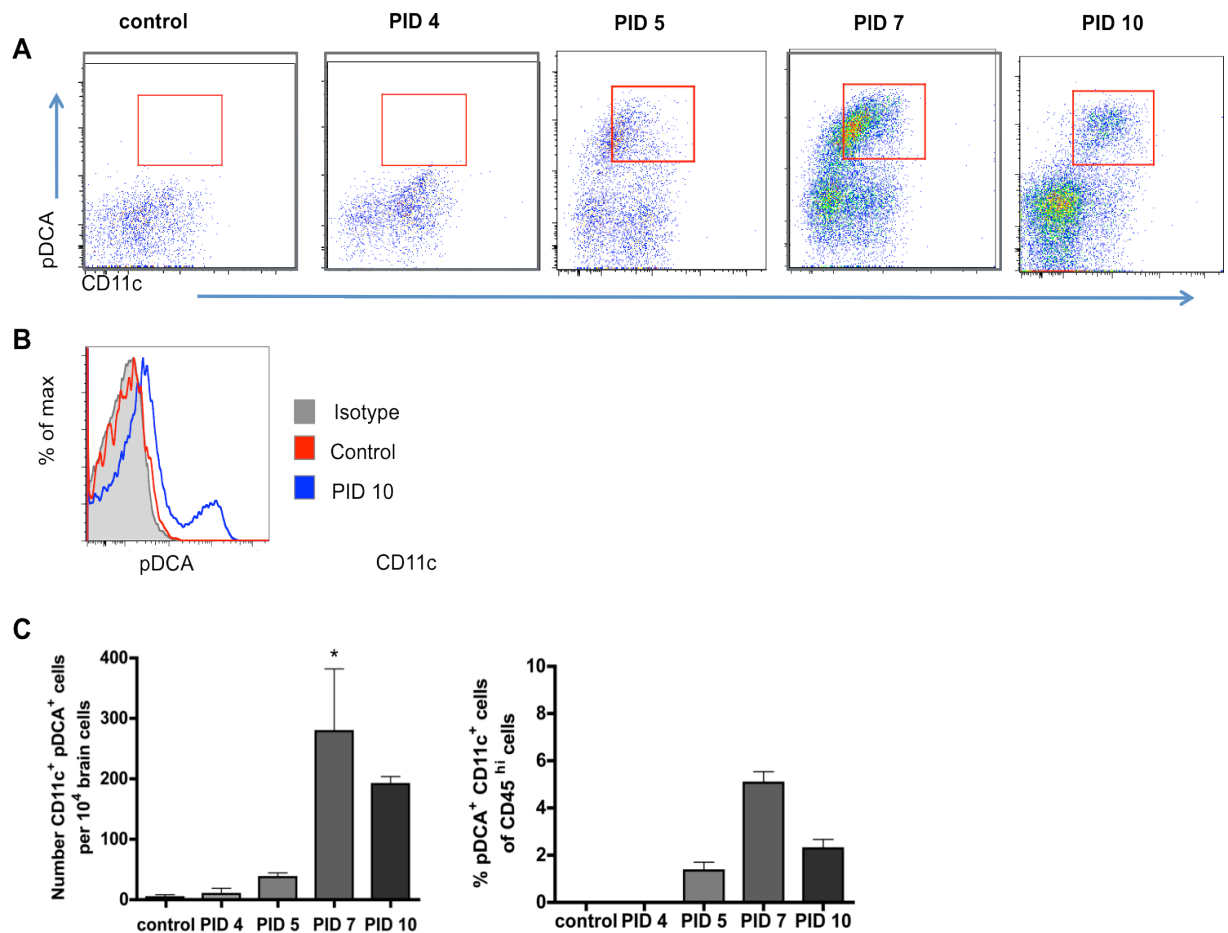 control PID 4 PID 5 PID 7 PID 10
A
pDCA
CD11c
B
% of max
Isotype
Control
PID 10
pDCA CD11c
C
Number CD11c⁺ pDCA⁺ cells
per 10⁴ brain cells
400
300
200
100
0
*
control PID 4 PID 5 PID 7 PID 10
% pDCA⁺ CD11c⁺ cells
of CD45 ʰⁱ cells
10
8
6
4
2
0
control PID 4 PID 5 PID 7 PID 10